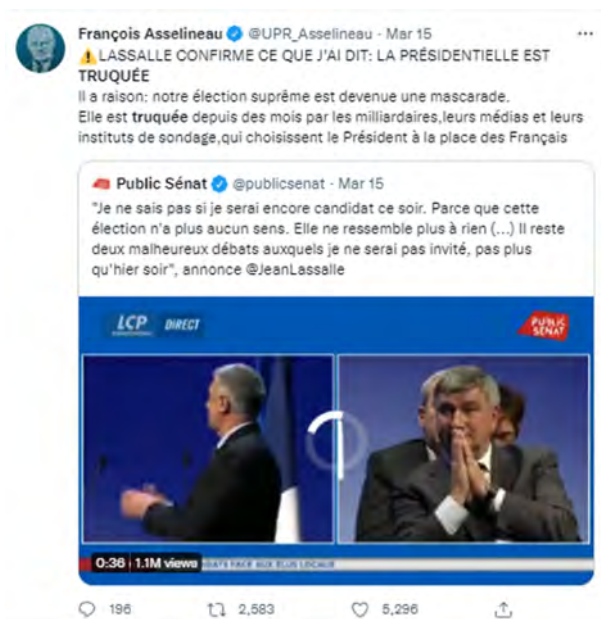 François Asselineau @UPR_Asselineau · Mar 15
⚠LASSALLE CONFIRME CE QUE J'AI DIT: LA PRÉSIDENTIELLE EST
TRUQUÉE
Il a raison: notre élection suprême est devenue une mascarade.
Elle est truquée depuis des mois par les milliardaires,leurs médias et leurs
instituts de sondage,qui choisissent le Président à la place des Français
Public Sénat @publicsenat · Mar 15
"Je ne sais pas si je serai encore candidat ce soir. Parce que cette
élection n'a plus aucun sens. Elle ne ressemble plus à rien (...) Il reste
deux malheureux débats auxquels je ne serai pas invité, pas plus
qu'hier soir", annonce @JeanLassalle
LCP DIRECT
PUBLIC
SÉNAT
0:36 1.1M views
FACE AUX ELUS LOCAUX
196 2,583 5,296